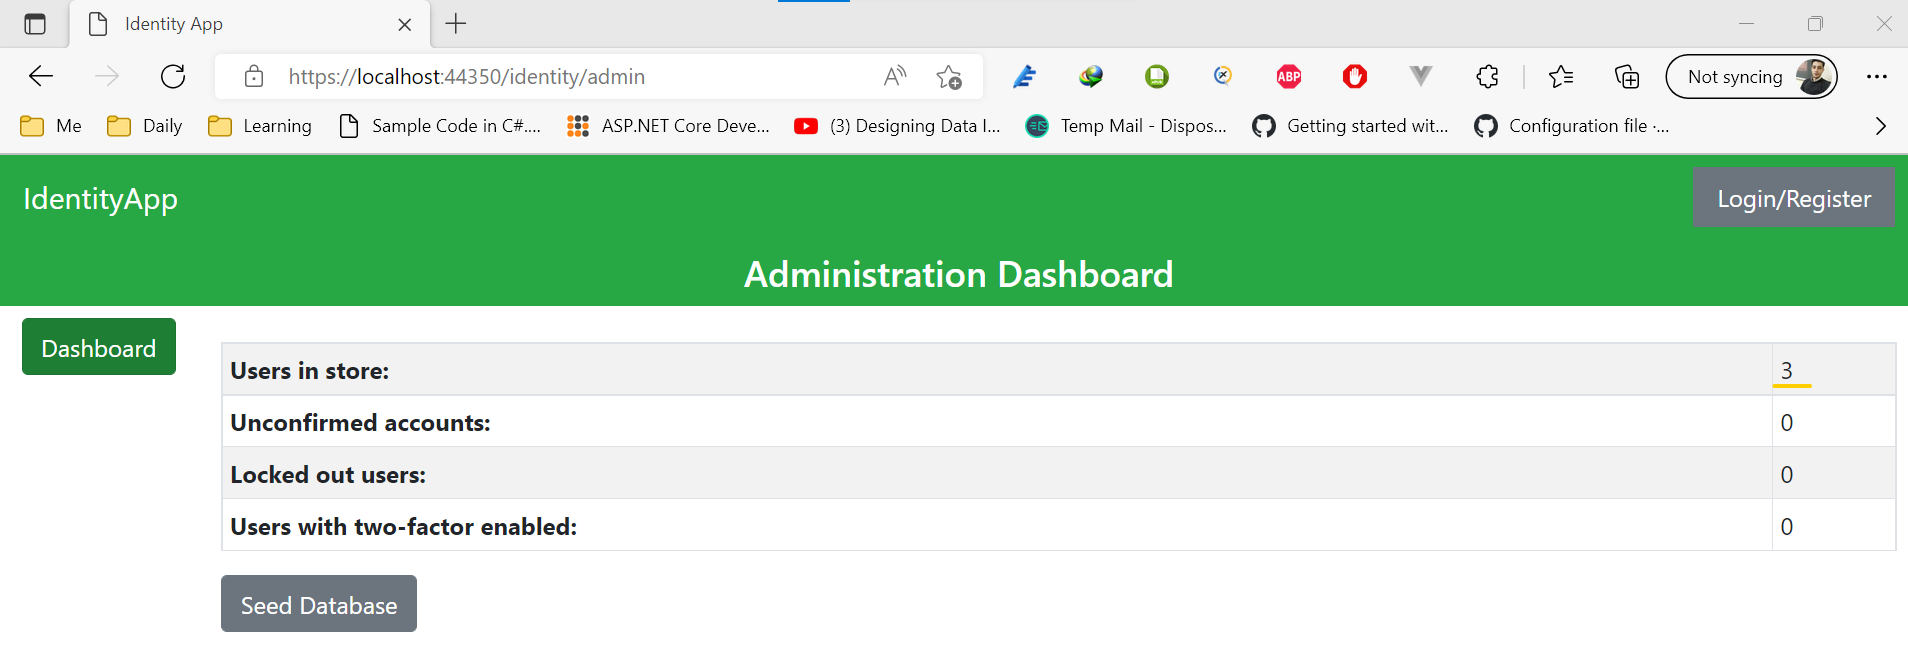 Identity App
https://localhost:44350/identity/admin
ABP
Not syncing
Me Daily Learning Sample Code in C#.... ASP.NET Core Deve... (3) Designing Data I... Temp Mail - Dispos... Getting started wit... Configuration file ·...
IdentityApp Login/Register
Administration Dashboard
Dashboard
Users in store: 3
Unconfirmed accounts: 0
Locked out users: 0
Users with two-factor enabled: 0
Seed Database